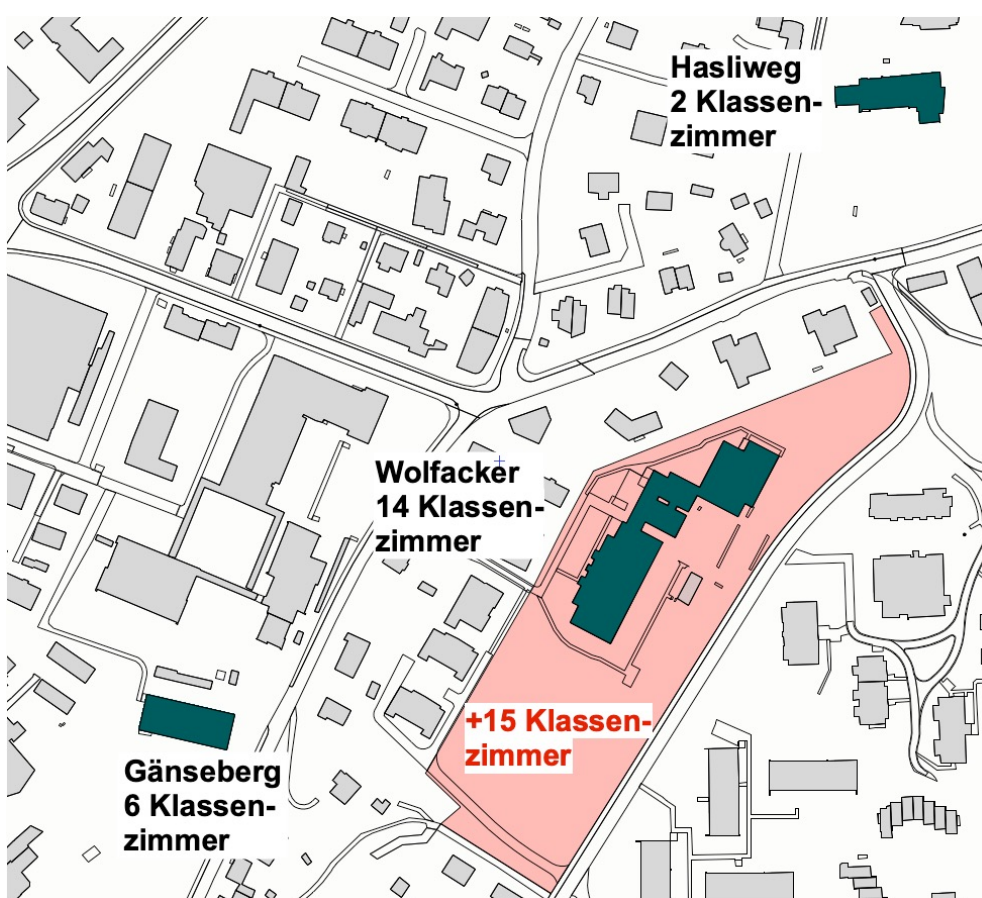 Hasliweg
2 Klassen-
zimmer
Wolfacker
14 Klassen-
zimmer
+15 Klassen-
zimmer
Gänseberg
6 Klassen-
zimmer